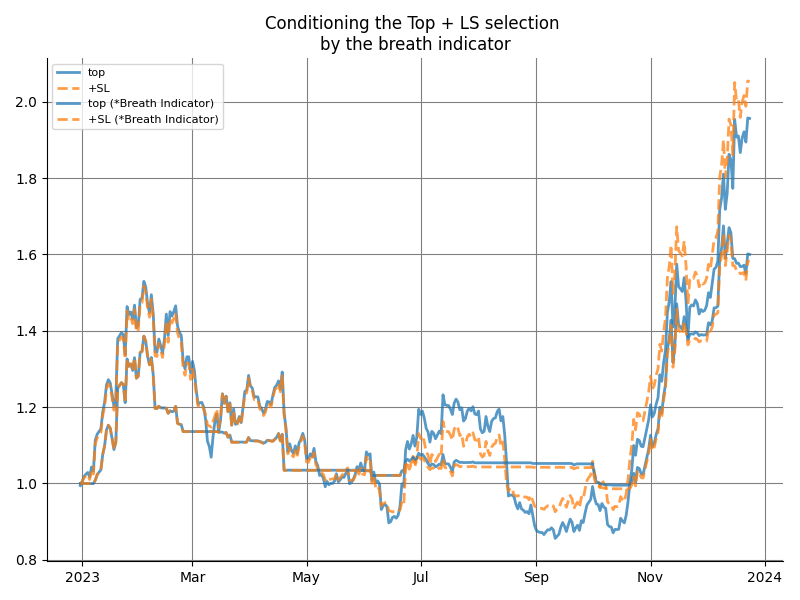 Conditioning the Top + LS selection
by the breath indicator
top
+SL
top (*Breath Indicator)
+SL (*Breath Indicator)
2.0
1.8
1.6
1.4
1.2
1.0
0.8
2023 Mar May Jul Sep Nov 2024